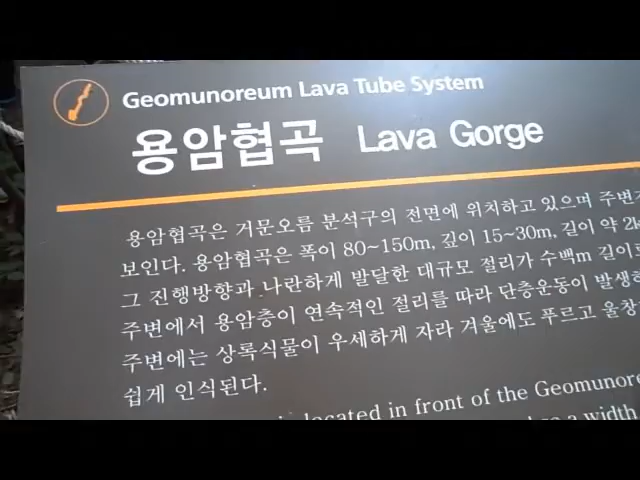 Geomunoreum Lava Tube System
용암협곡 Lava Gorge
용암협곡은 거문오름 분석구의 전면에 위치하고 있으며 주변
보인다. 용암협곡은 폭이 80~150m, 깊이 15~30m, 길이 약
그 진행방향과 나란하게 발달한 대규모 절리가 수백m 길이로
주변에서 용암층이 연속적인 절리를 따라 단층운동이 발생
주변에는 상록식물이 우세하게 자라 겨울에도 푸르고 울창
쉽게 인식된다.
located in front of the Geomunore
a width